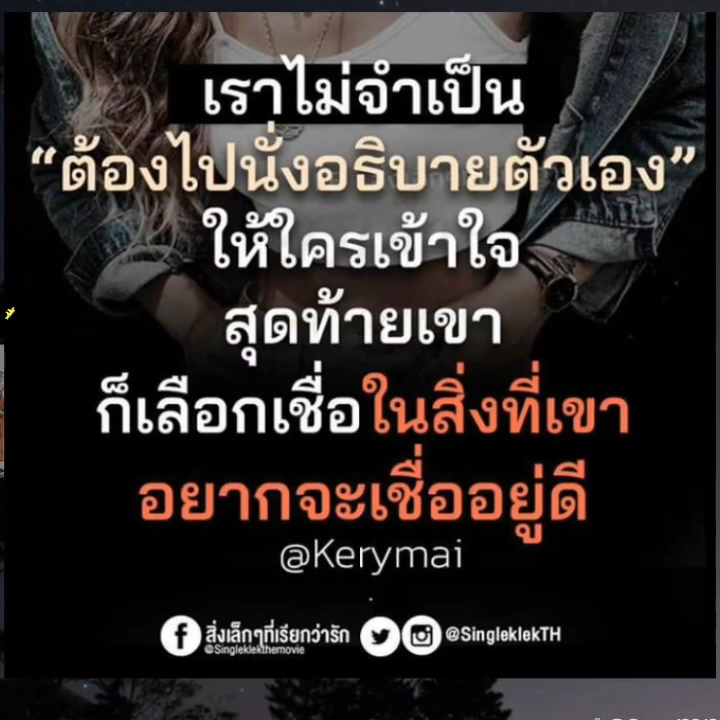 เราไม่จำเป็น
“ต้องไปนั่งอธิบายตัวเอง”
ให้ใครเข้าใจ
สุดท้ายเขา
ก็เลือกเชื่อในสิ่งที่เขา
อยากจะเชื่ออยู่ดี
@Kerymai
สิ่งเล็กๆที่เรียกว่ารัก @SingleklekTH
@Singleklekthemovie